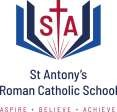 STA
St Antony's
Roman Catholic School
ASPIRE • BELIEVE • ACHIEVE